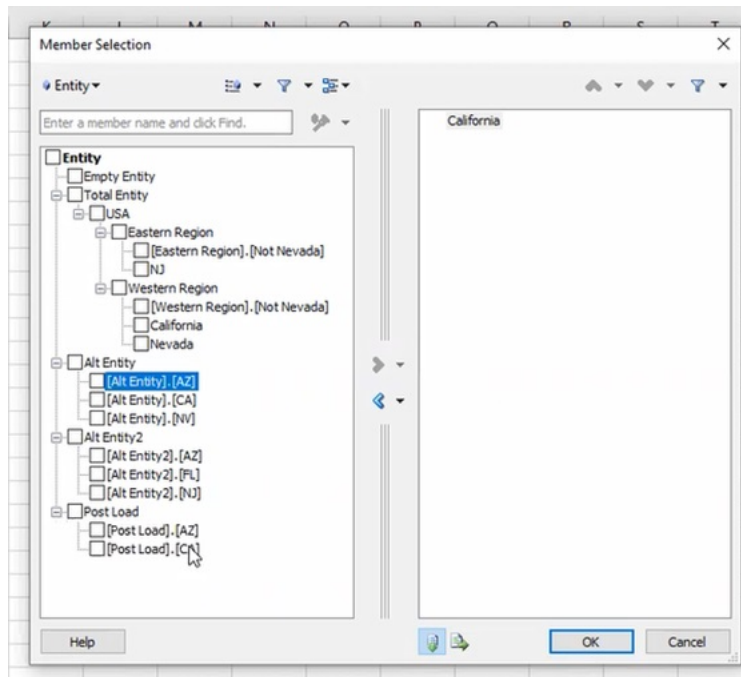 K L M N O P Q R S T
Member Selection
Entity
Enter a member name and click Find.
Entity
Empty Entity
Total Entity
USA
Eastern Region
[Eastern Region].[Not Nevada]
NJ
Western Region
[Western Region].[Not Nevada]
California
Nevada
Alt Entity
[Alt Entity].[AZ]
[Alt Entity].[CA]
[Alt Entity].[NV]
Alt Entity2
[Alt Entity2].[AZ]
[Alt Entity2].[FL]
[Alt Entity2].[NJ]
Post Load
[Post Load].[AZ]
[Post Load].[CA]
California
Help
OK
Cancel